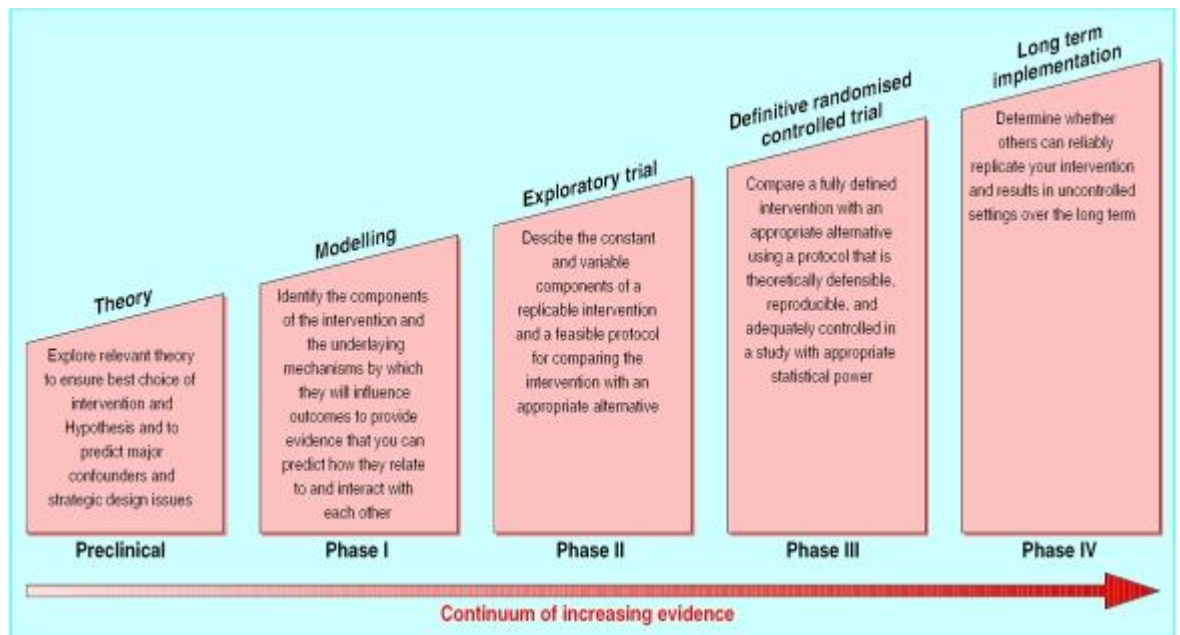 Theory
Explore relevant theory
to ensure best choice of
intervention and
Hypothesis and to
predict major
confounders and
strategic design issues
Preclinical
Modelling
Identify the components
of the intervention and
the underlaying
mechanisms by which
they will influence
outcomes to provide
evidence that you can
predict how they relate
to and interact with
each other
Phase I
Exploratory trial
Descibe the constant
and variable
components of a
replicable intervention
and a feasible protocol
for comparing the
intervention with an
appropriate alternative
Phase II
Definitive randomised
controlled trial
Compare a fully defined
intervention with an
appropriate alternative
using a protocol that is
theoretically defensible,
reproducible, and
adequately controlled in
a study with appropriate
statistical power
Phase III
Long term
implementation
Determine whether
others can reliably
replicate your intervention
and results in uncontrolled
settings over the long term
Phase IV
Continuum of increasing evidence